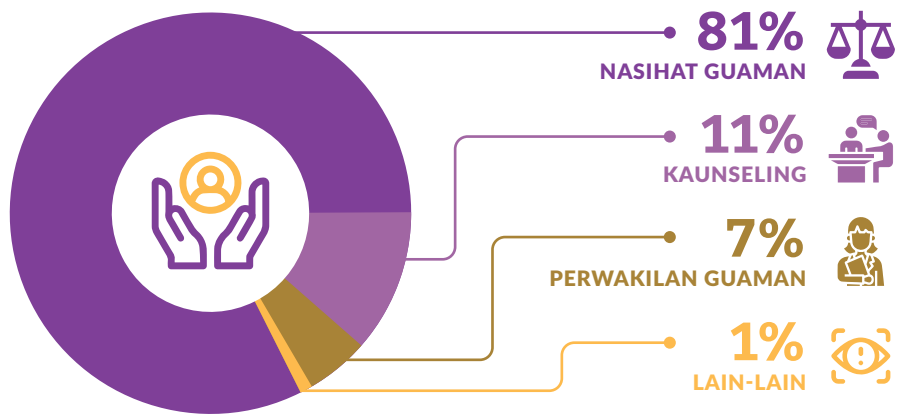 81%
NASIHAT GUAMAN
11%
KAUNSELING
7%
PERWAKILAN GUAMAN
1%
LAIN-LAIN